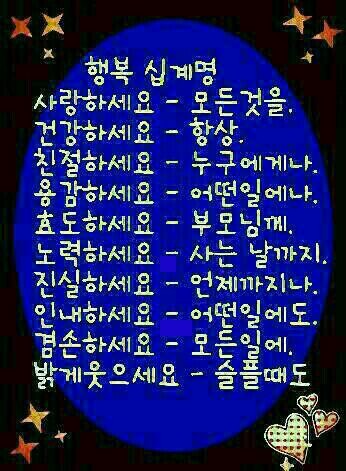 행복 십계명
사랑하세요 - 모든것을.
건강하세요 - 항상.
친절하세요 - 누구에게나.
용감하세요 - 어떤일에나.
효도하세요 - 부모님께.
노력하세요 - 사는 날까지.
진실하세요 - 언제까지나.
인내하세요 - 어떤일에도.
겸손하세요 - 모든일에.
밝게웃으세요 - 슬플때도